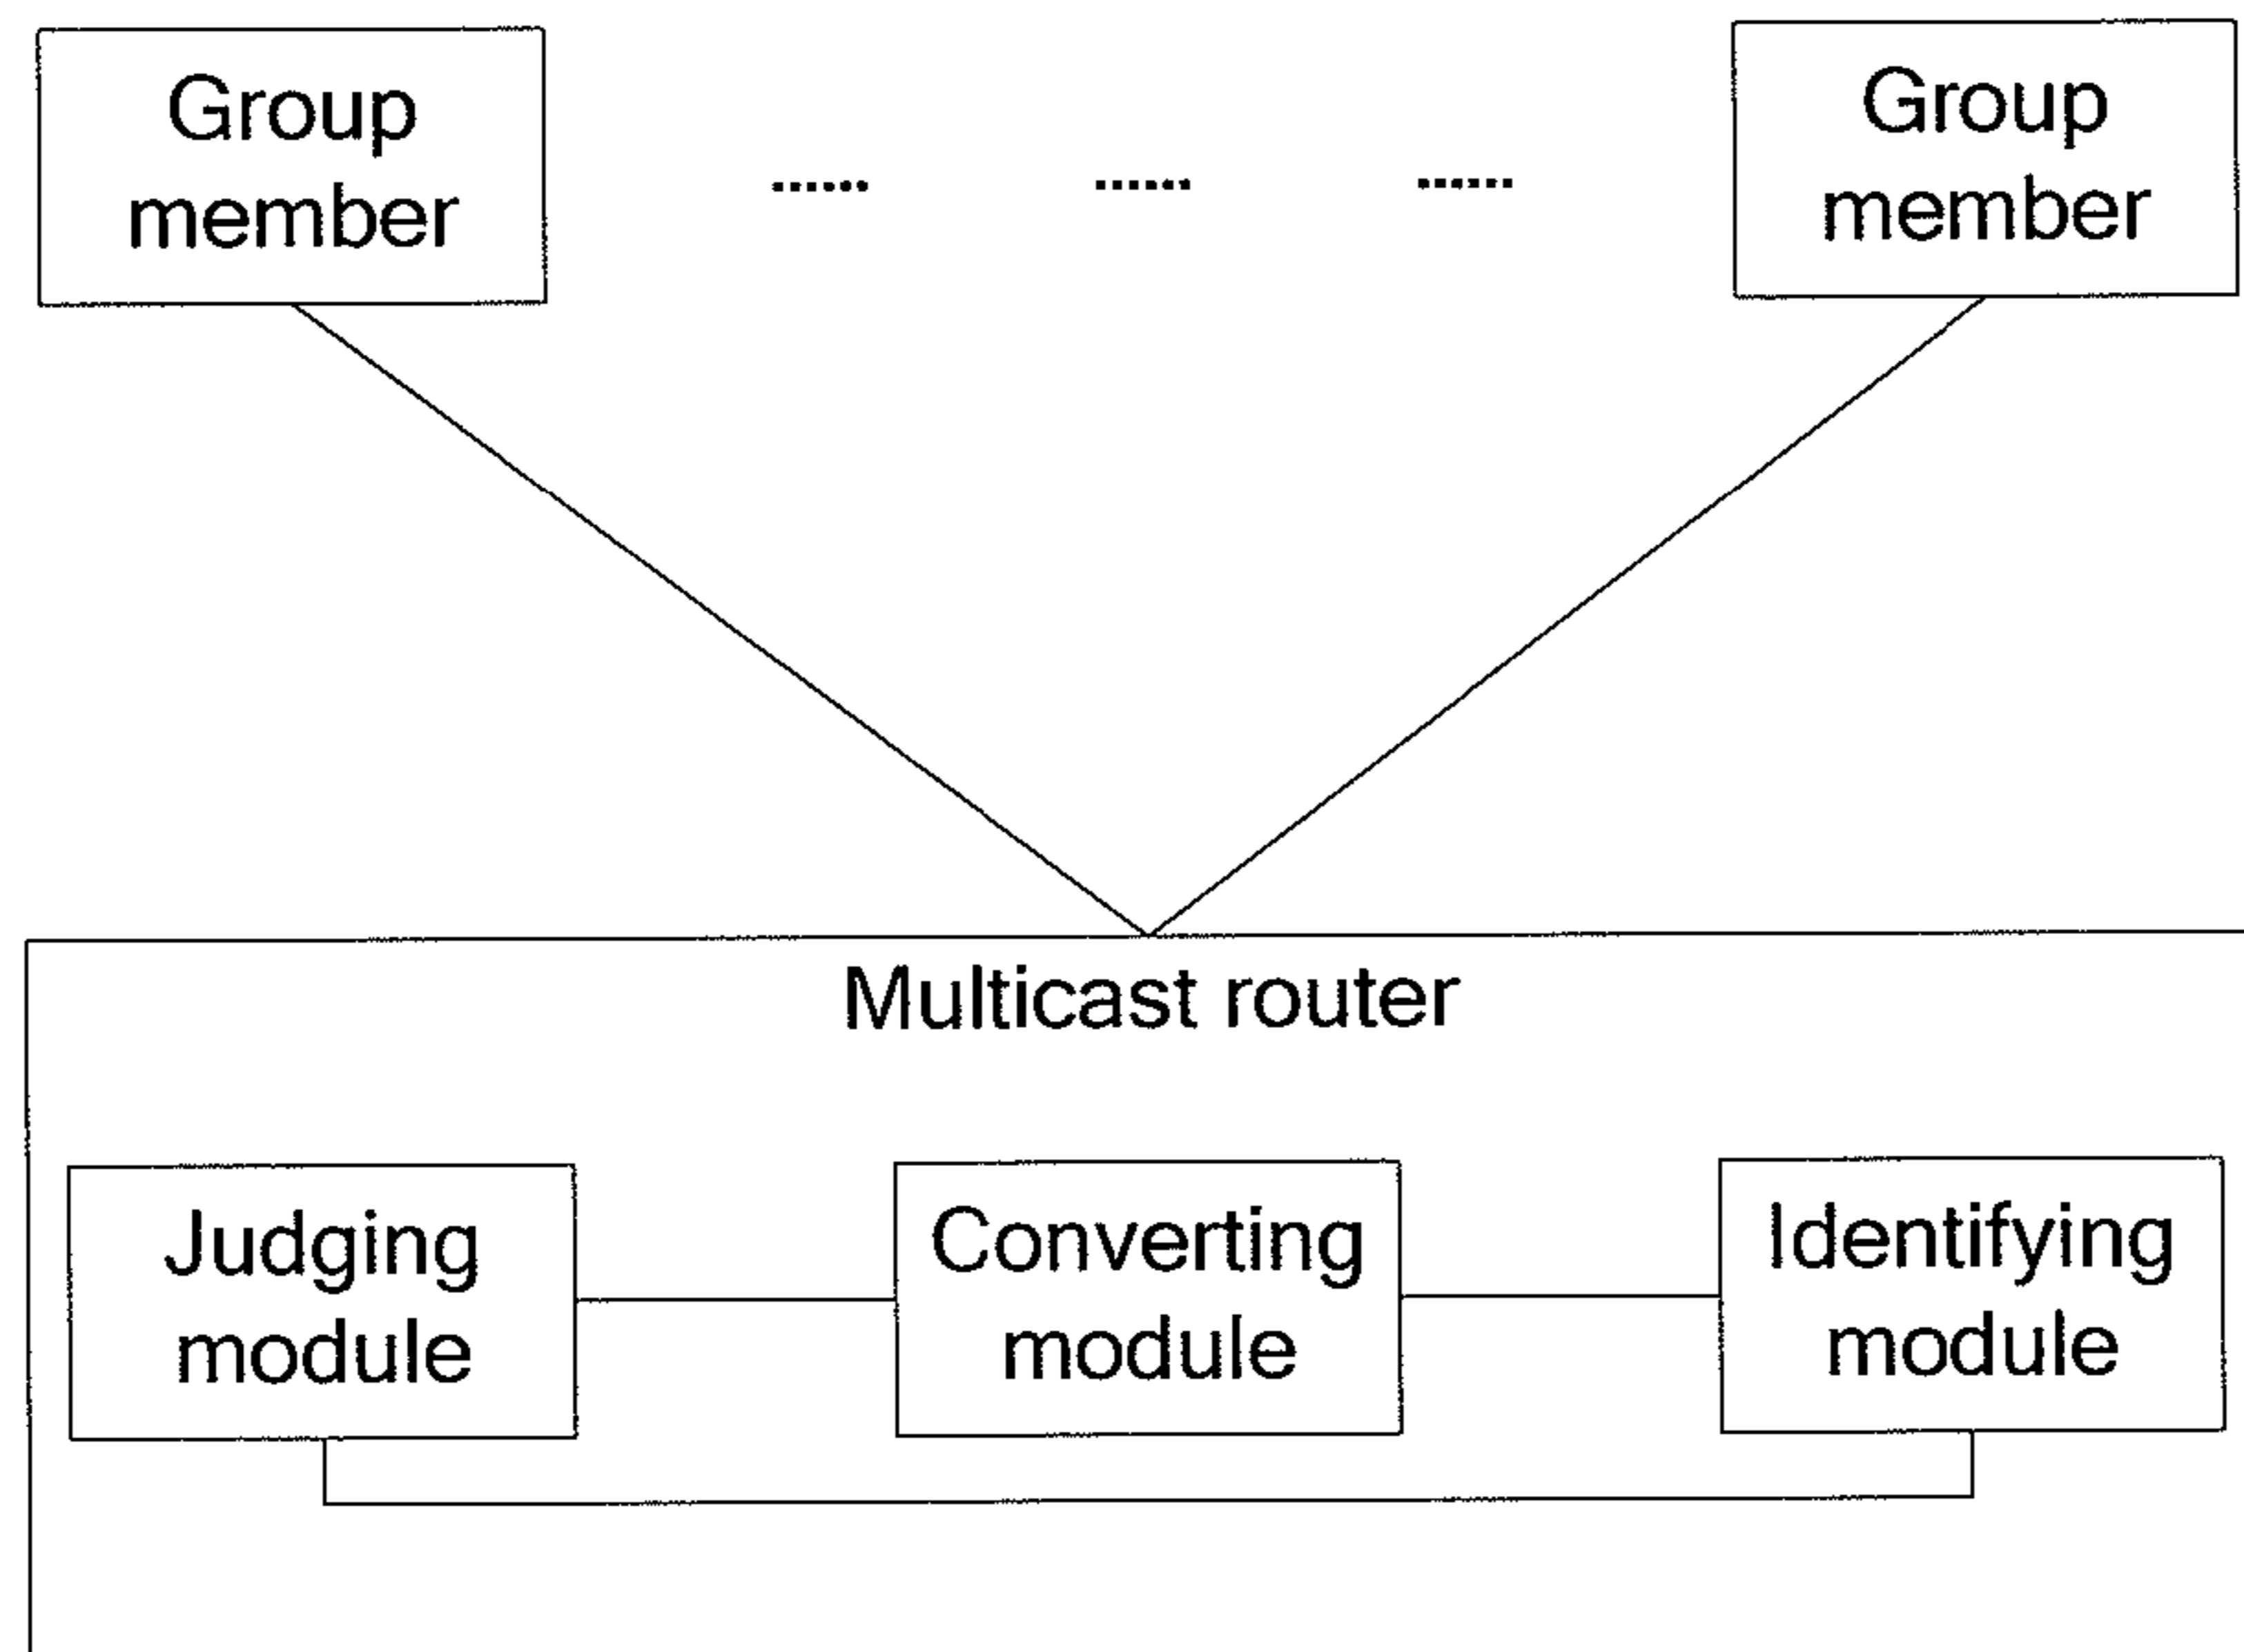 Group
member
......
......
......
Group
member
Multicast router
Judging
module
Converting
module
Identifying
module